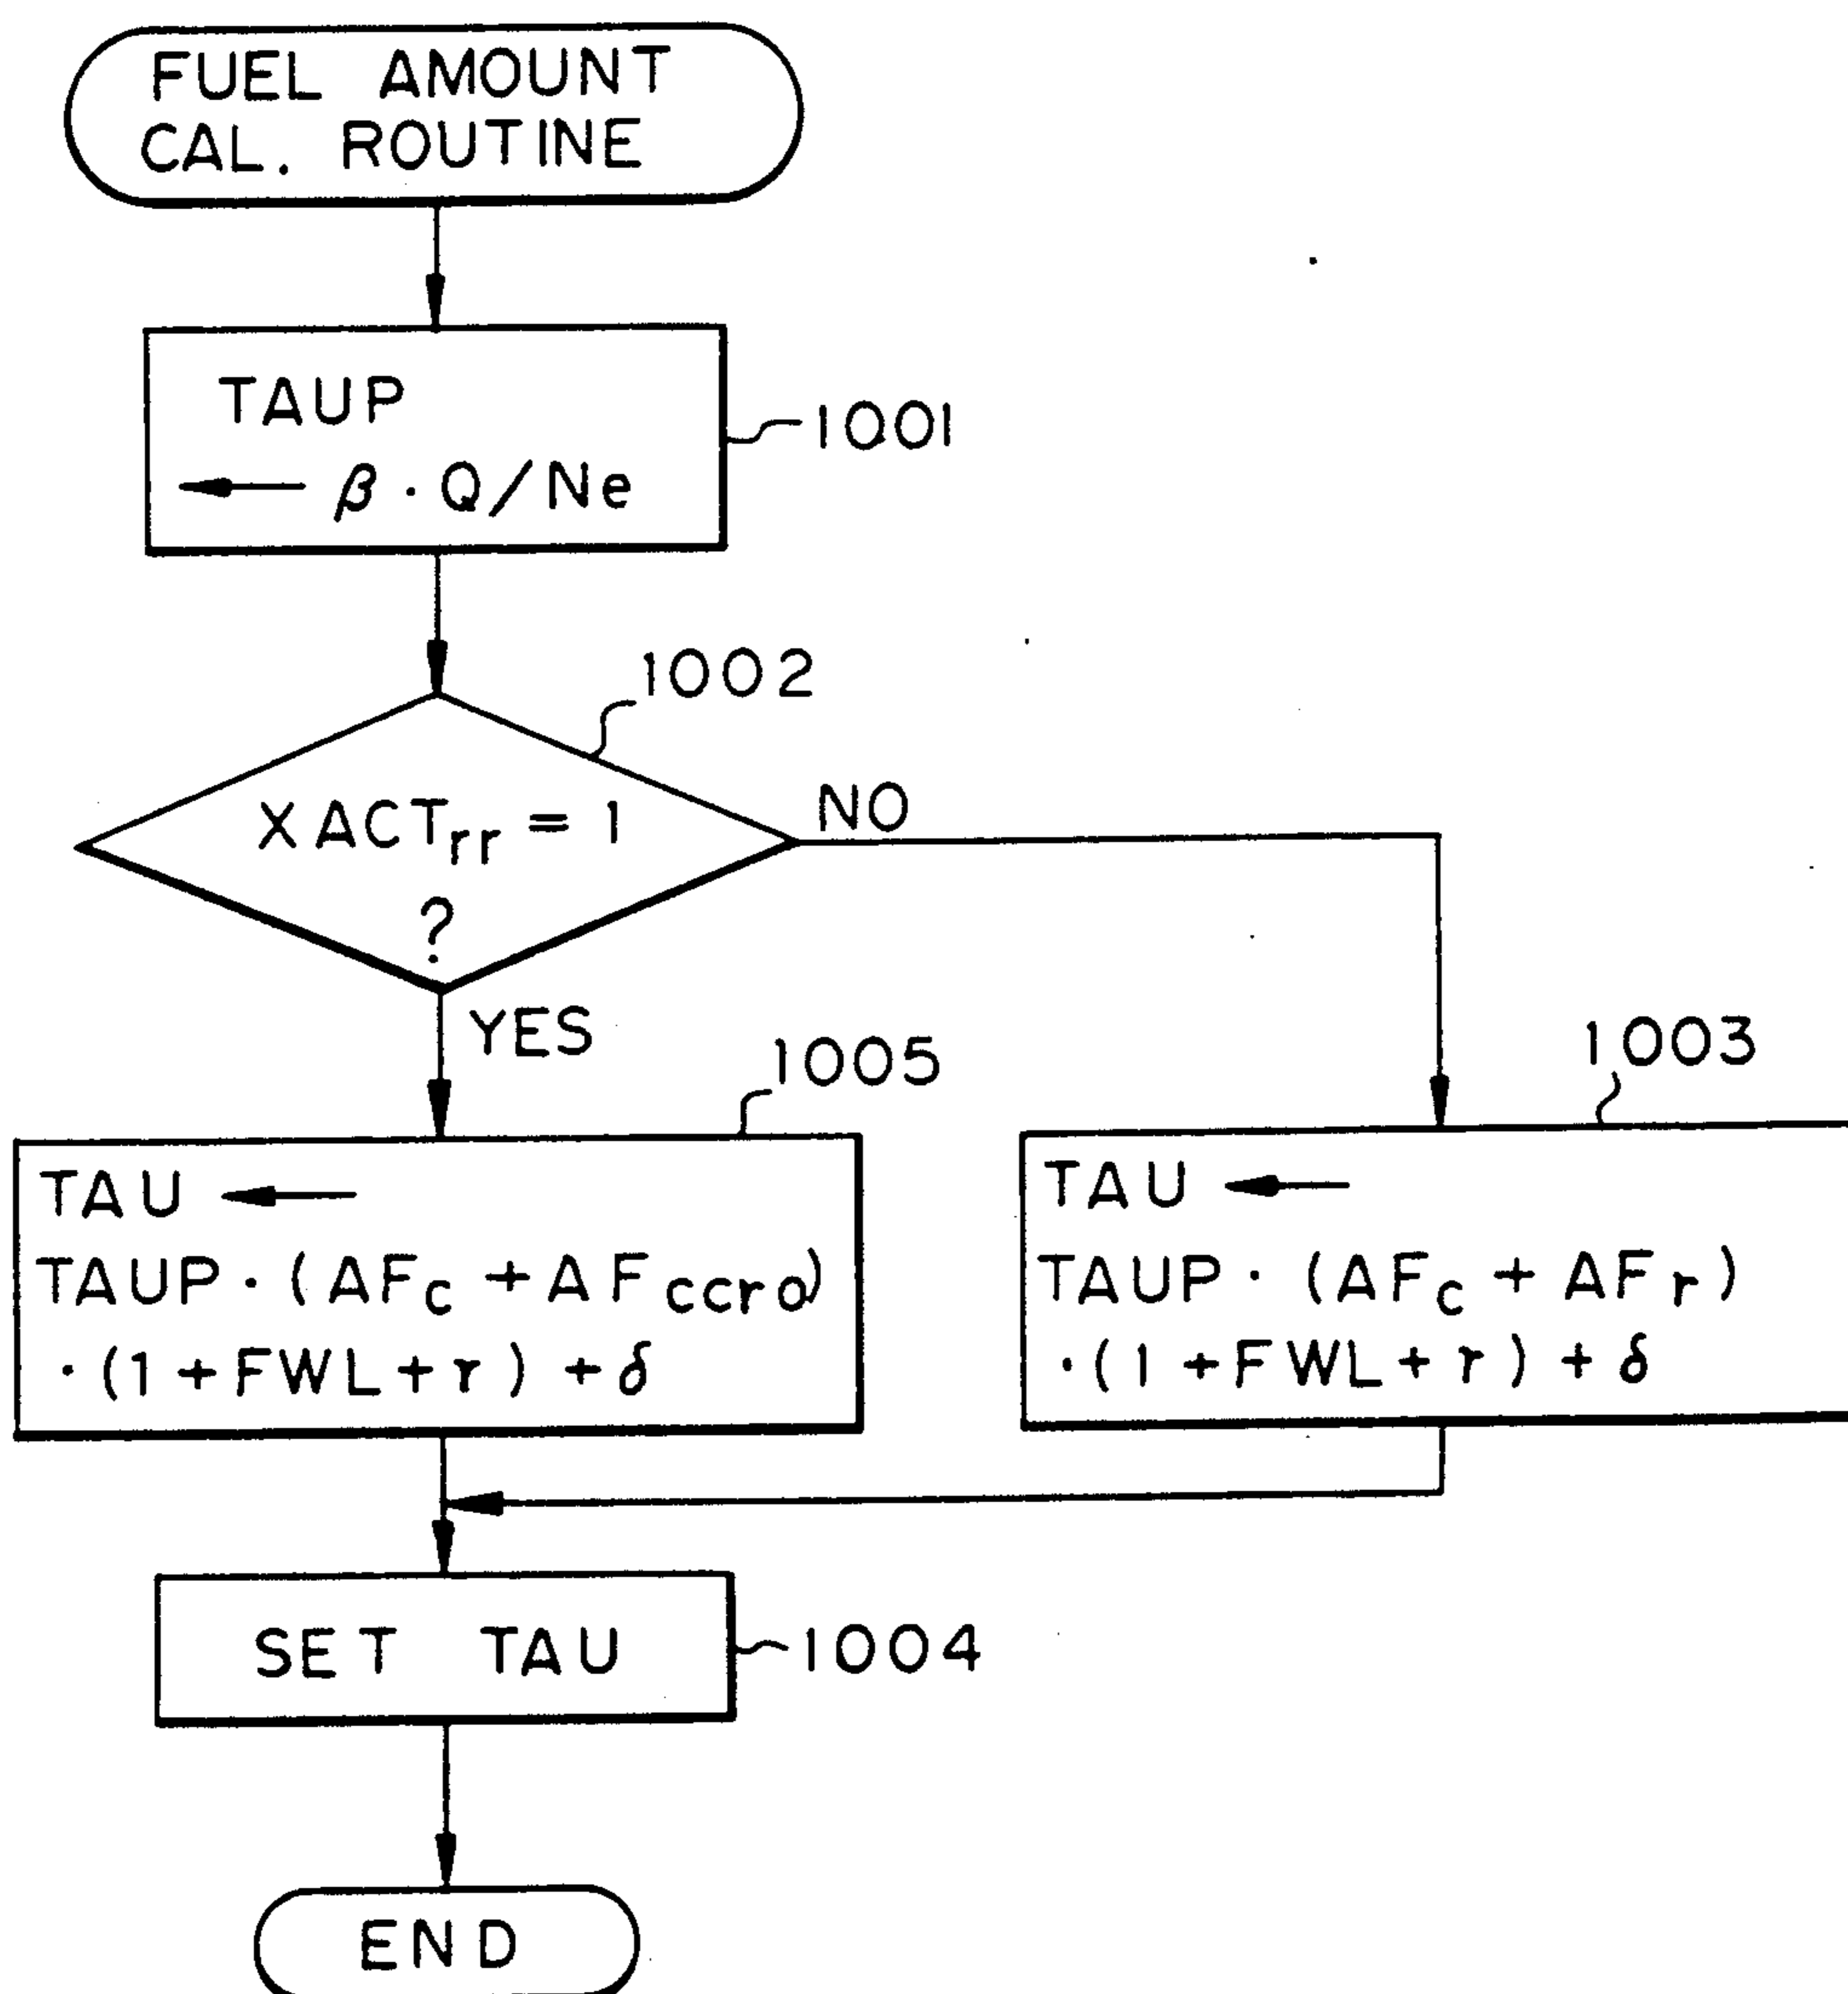 FUEL AMOUNT
CAL. ROUTINE
TAUP
← β · Q/Ne
1001
1002
XACTrr = 1
?
NO
YES
1005
TAU ←
TAUP · (AFc + AFccro)
· (1 + FWL + r) + δ
1003
TAU ←
TAUP · (AFc + AFr)
· (1 + FWL + r) + δ
SET TAU
1004
END